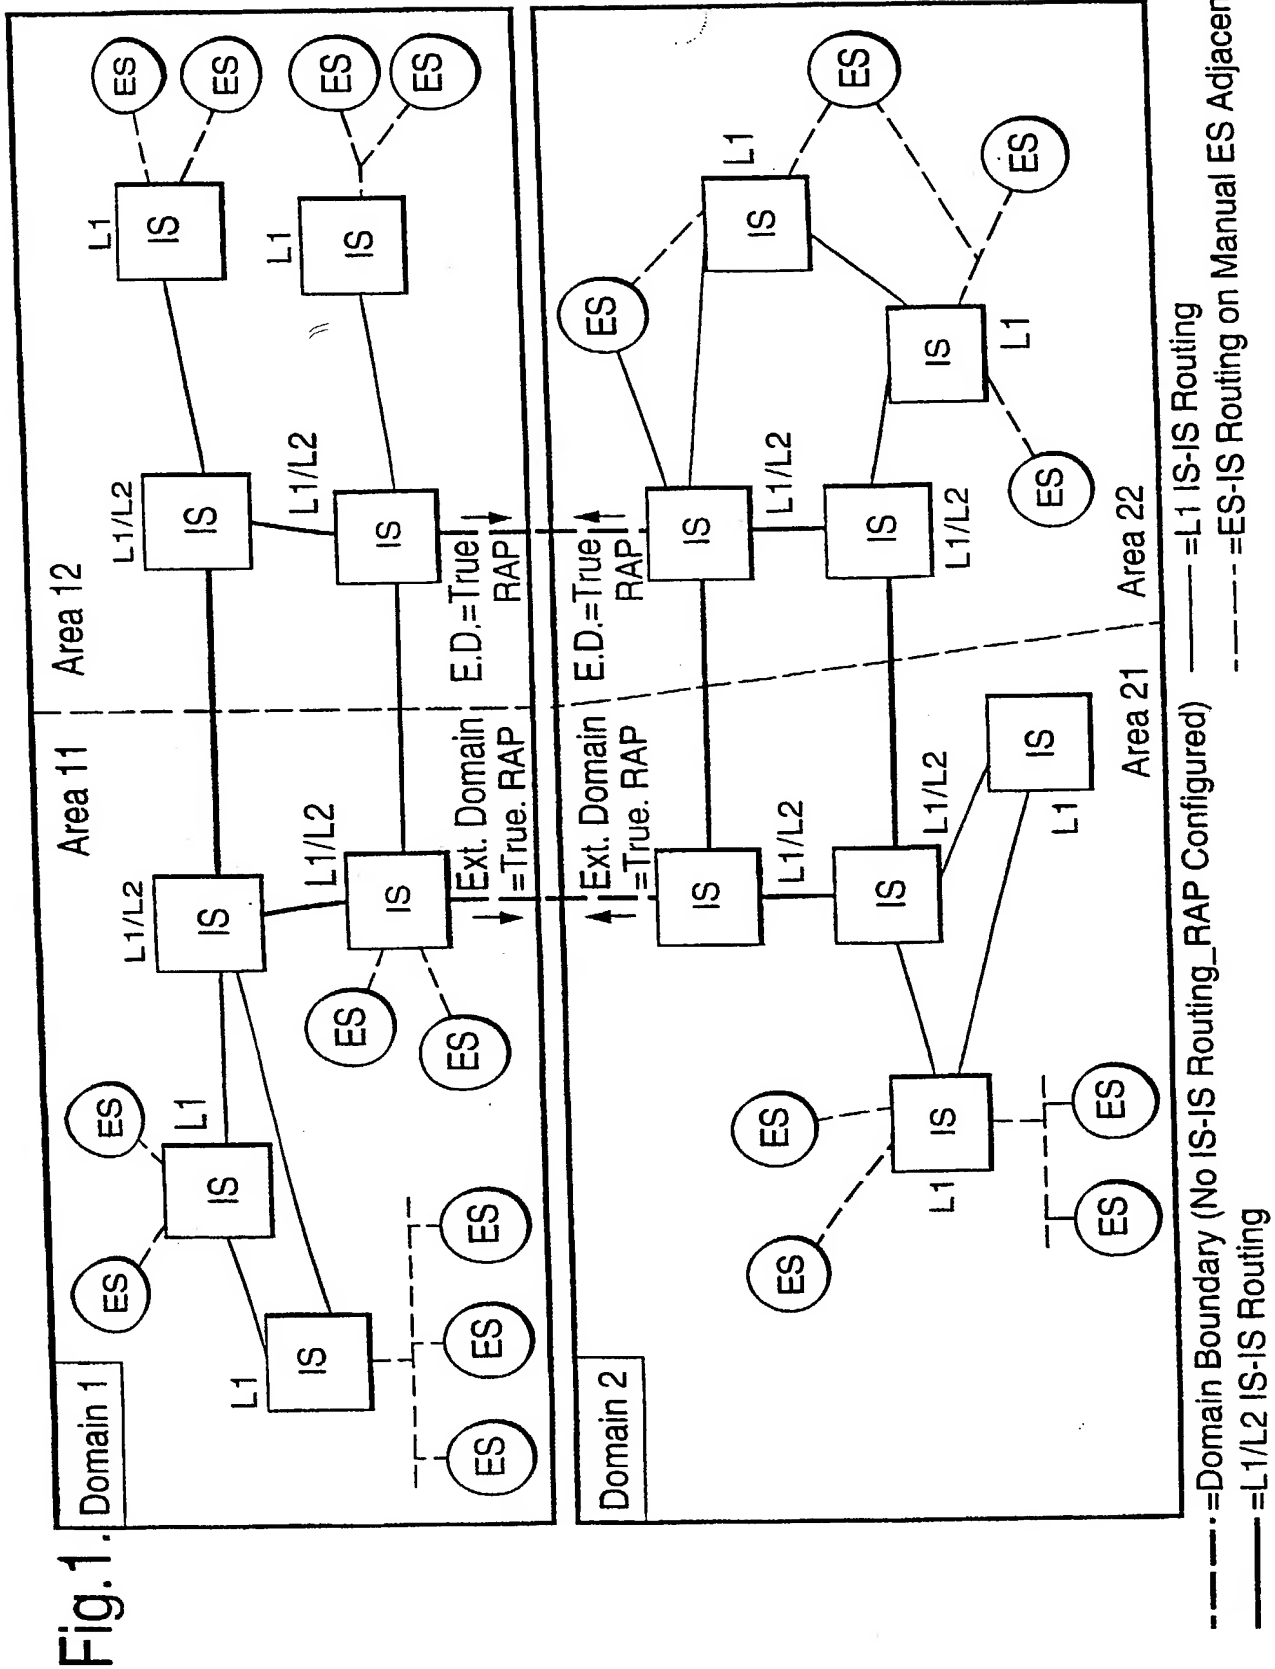 Fig.1.
Domain 1
Area 11
Area 12
ES
ES
IS
L1
L1
IS
ES
ES
ES
L1/L2
IS
L1/L2
IS
ES
ES
Ext. Domain
=True. RAP
L1/L2
IS
L1/L2
IS
E.D.=True
RAP
L1
IS
ES
ES
L1
IS
ES
ES
Domain 2
Ext. Domain
=True. RAP
E.D.=True
RAP
IS
L1/L2
IS
L1/L2
ES
ES
IS
L1
ES
ES
IS
L1
Area 21
IS
L1/L2
IS
L1/L2
ES
IS
L1
ES
IS
L1
ES
ES
Area 22
=Domain Boundary (No IS-IS Routing_RAP Configured)
=L1 IS-IS Routing
=L1/L2 IS-IS Routing
=ES-IS Routing on Manual ES Adjacen